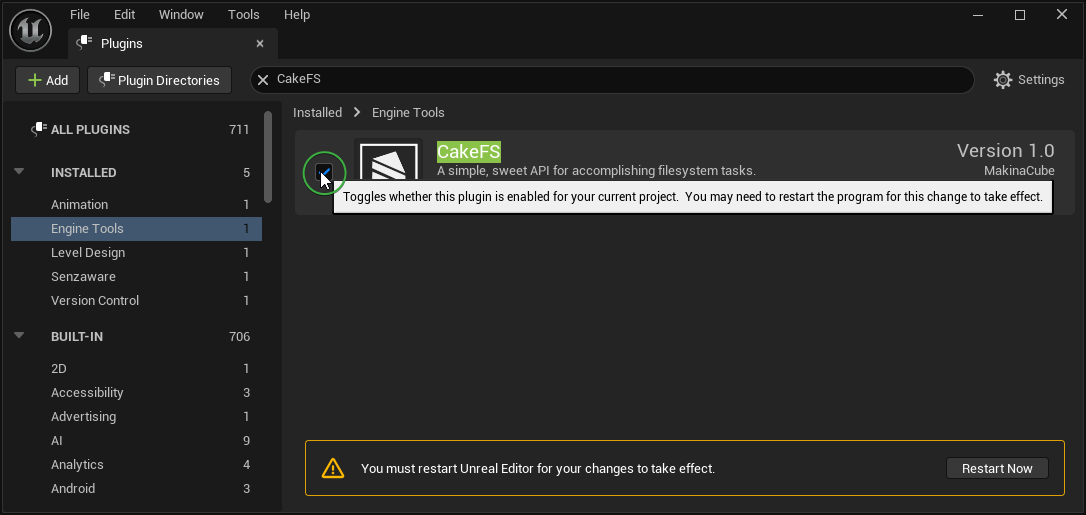 File Edit Window Tools Help
Plugins
Add Plugin Directories CakeFS Settings
ALL PLUGINS 711
INSTALLED 5
Animation 1
Engine Tools 1
Level Design 1
Senzaware 1
Version Control 1
BUILT-IN 706
2D 1
Accessibility 3
Advertising 1
AI 9
Analytics 4
Android 3
Installed > Engine Tools
CakeFS Version 1.0
A simple, sweet API for accomplishing filesystem tasks. MakinaCube
Toggles whether this plugin is enabled for your current project. You may need to restart the program for this change to take effect.
You must restart Unreal Editor for your changes to take effect. Restart Now